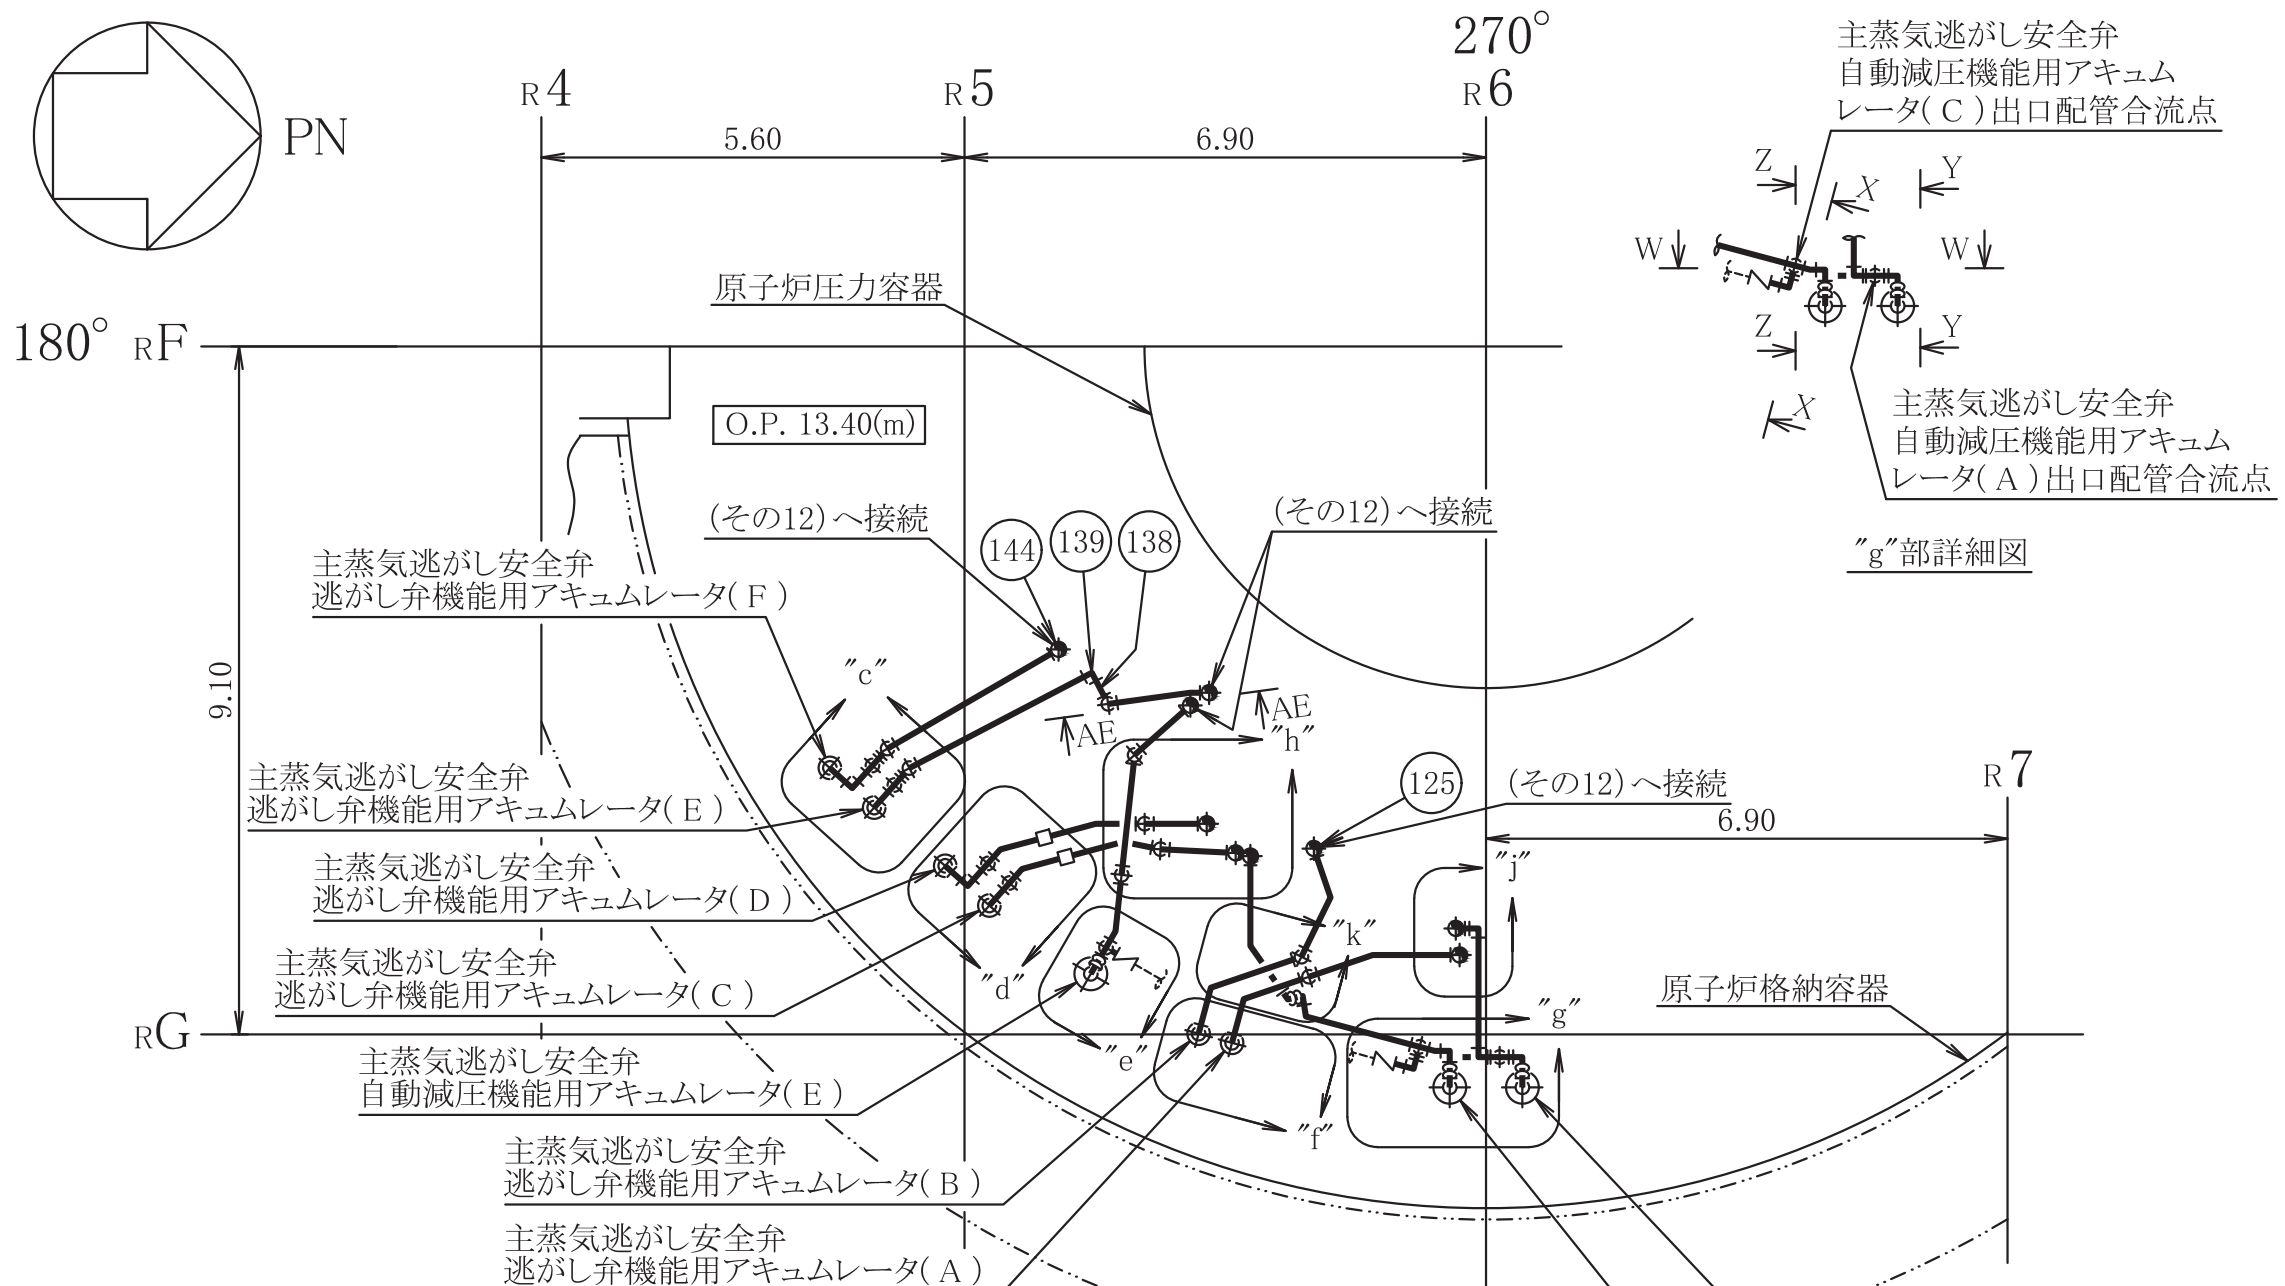 PN
R4
R5
270°
R6
5.60
6.90
主蒸気逃がし安全弁
自動減圧機能用アキュム
レータ(C)出口配管合流点
Z
Y
X
W
W
Z
Y
X
主蒸気逃がし安全弁
自動減圧機能用アキュム
レータ(A)出口配管合流点
"g"部詳細図
原子炉圧力容器
180° RF
O.P. 13.40(m)
(その12)へ接続
144
139
138
(その12)へ接続
主蒸気逃がし安全弁
逃がし弁機能用アキュムレータ(F)
9.10
"c"
AE
AE
"h"
主蒸気逃がし安全弁
逃がし弁機能用アキュムレータ(E)
125
(その12)へ接続
R7
6.90
主蒸気逃がし安全弁
逃がし弁機能用アキュムレータ(D)
"j"
"k"
主蒸気逃がし安全弁
逃がし弁機能用アキュムレータ(C)
"d"
原子炉格納容器
RG
"g"
"e"
主蒸気逃がし安全弁
自動減圧機能用アキュムレータ(E)
"f"
主蒸気逃がし安全弁
逃がし弁機能用アキュムレータ(B)
主蒸気逃がし安全弁
逃がし弁機能用アキュムレータ(A)